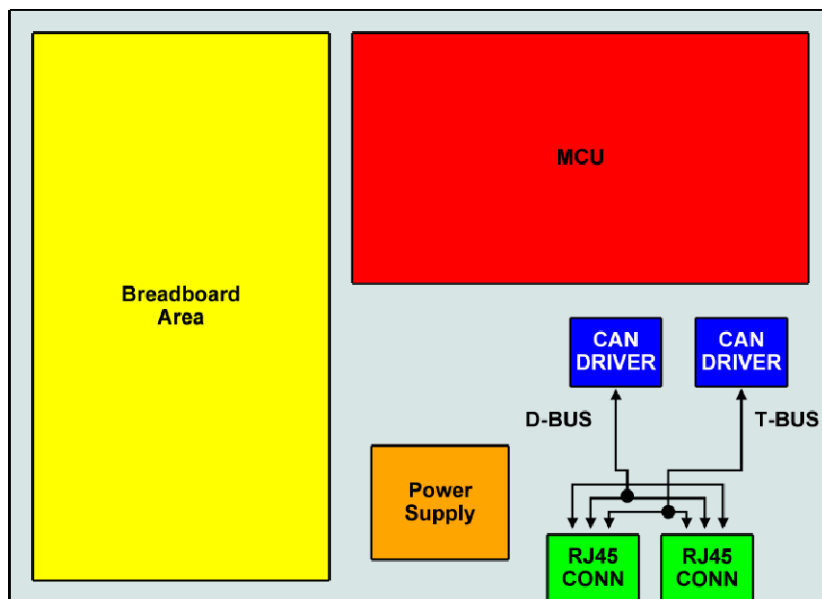 MCU
Breadboard
Area
CAN
DRIVER
CAN
DRIVER
D-BUS
T-BUS
Power
Supply
RJ45
CONN
RJ45
CONN